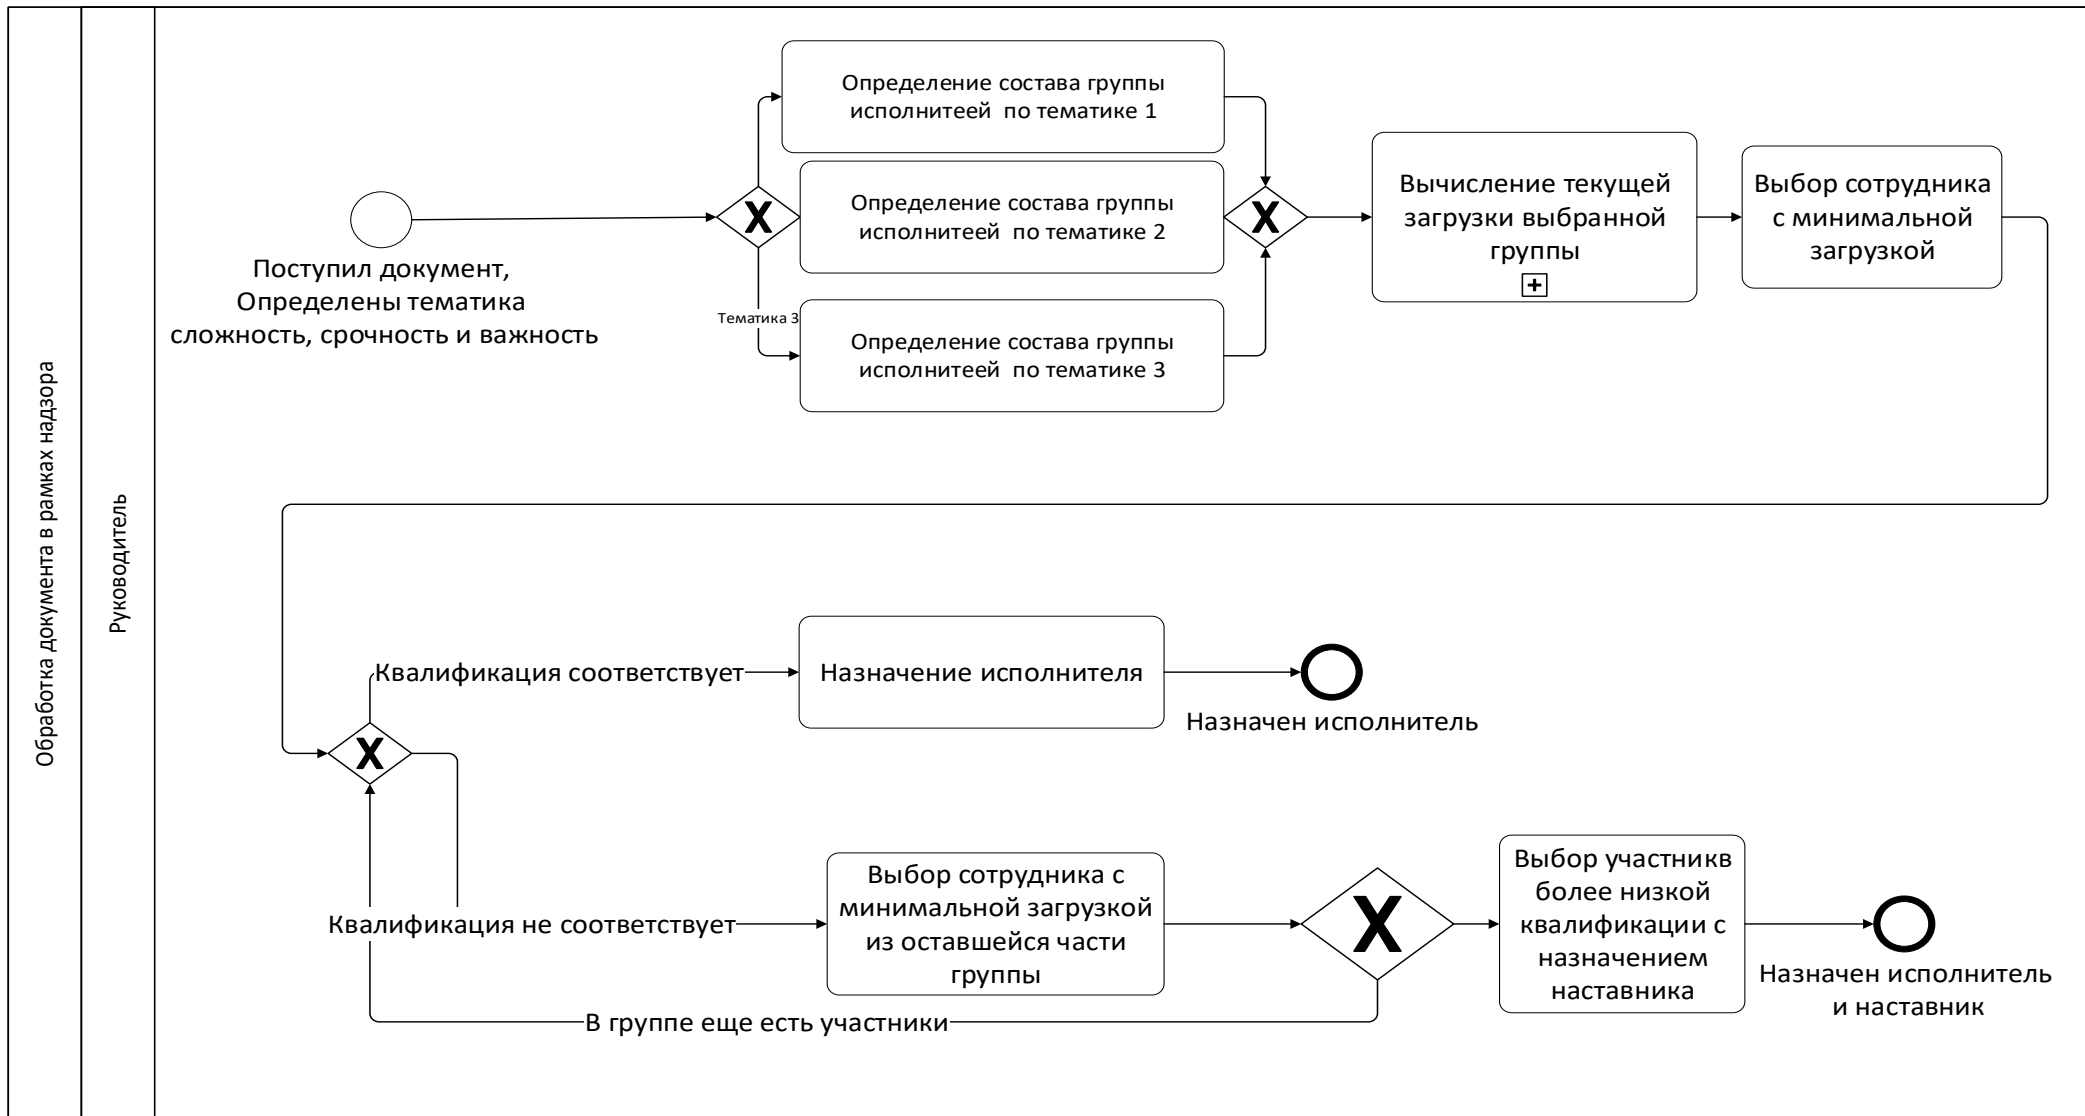 Обработка документа в рамках надзора
Руководитель
Определение состава группы
исполнитеей  по тематике 1
Определение состава группы
исполнитеей  по тематике 2
Определение состава группы
исполнитеей  по тематике 3
Тематика 3
Поступил документ,
Определены тематика
сложность, срочность и важность
Вычисление текущей
загрузки выбранной
группы
Выбор сотрудника
с минимальной
загрузкой
Квалификация соответствует
Назначение исполнителя
Назначен исполнитель
Квалификация не соответствует
Выбор сотрудника с
минимальной загрузкой
из оставшейся части
группы
В группе еще есть участники
Выбор участникв
более низкой
квалификации с
назначением
наставника
Назначен исполнитель
и наставник